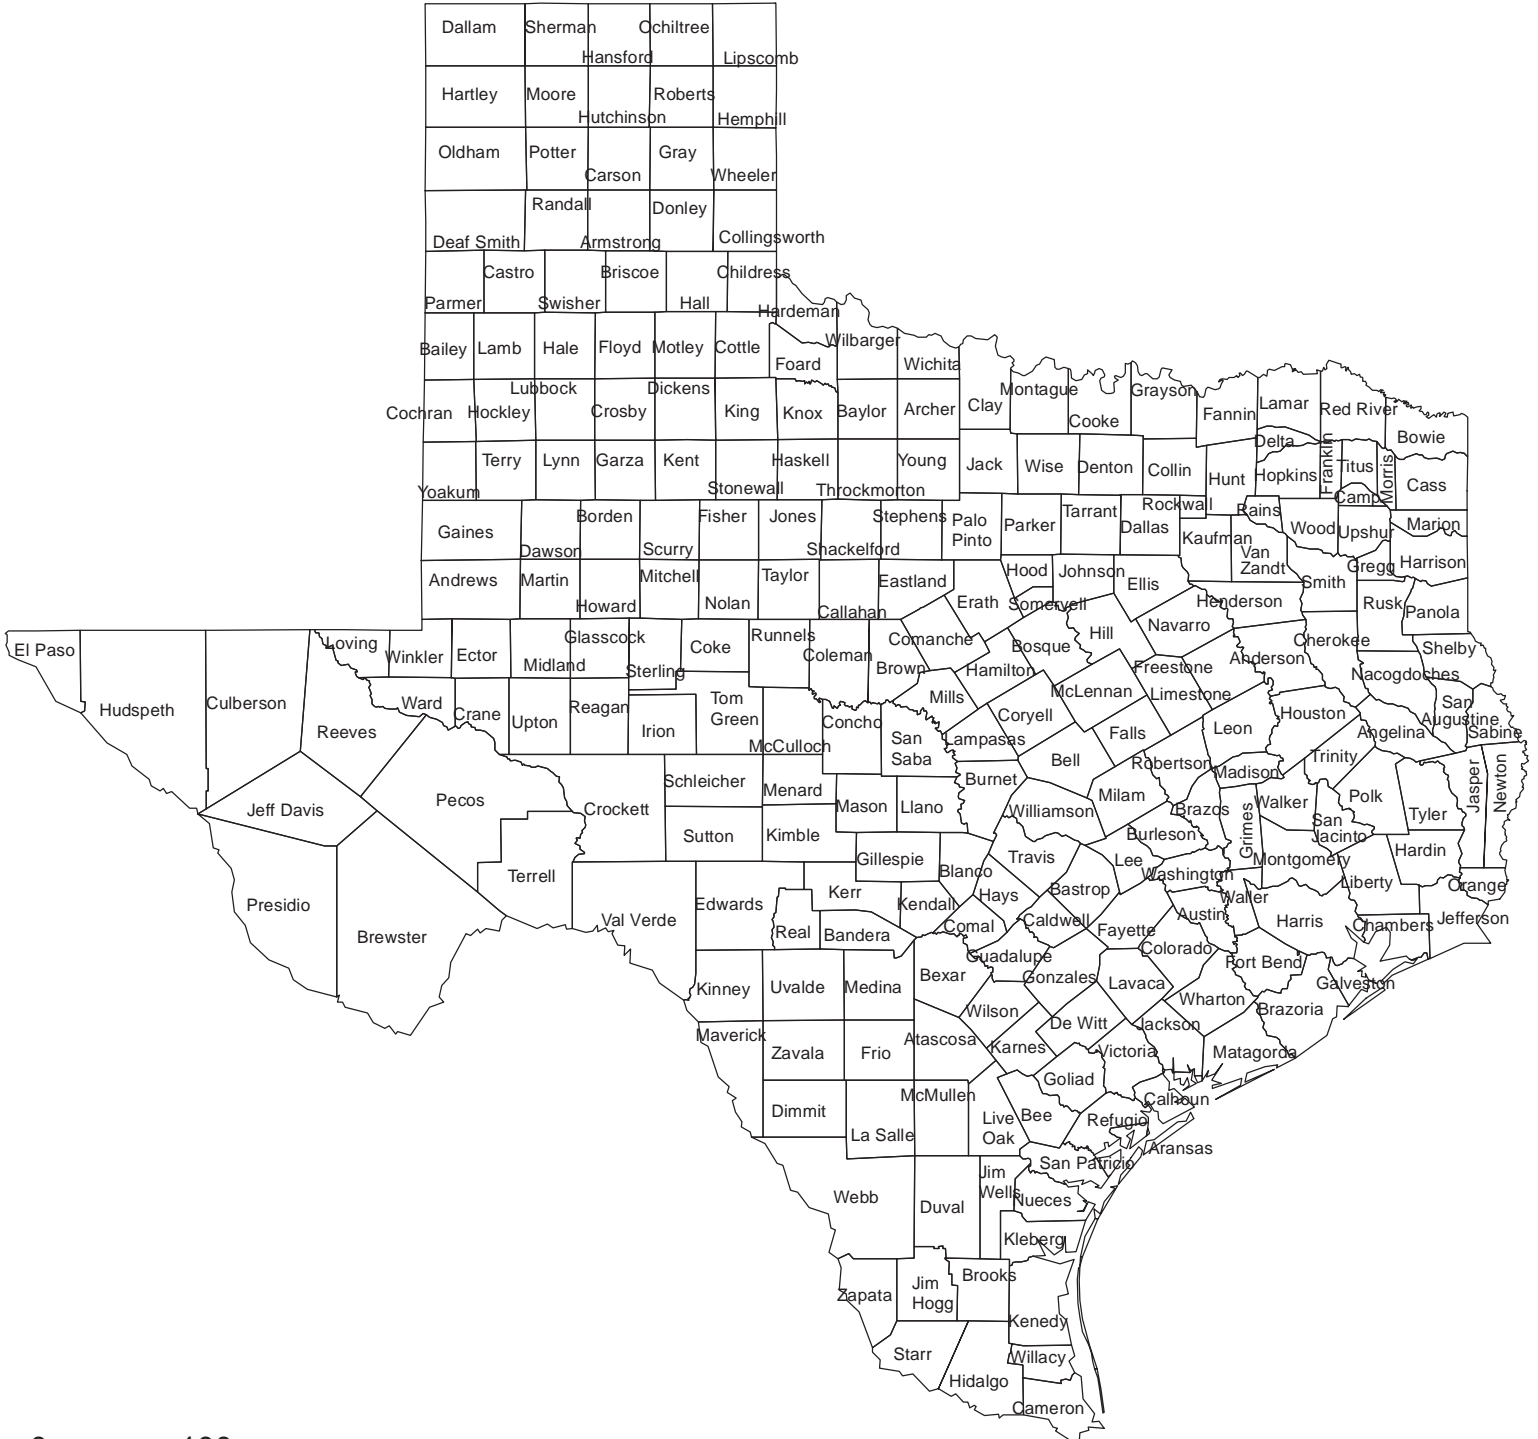 Dallam
Sherman
Ochiltree
Hansford
Lipscomb
Hartley
Moore
Roberts
Hutchinson
Hemphill
Oldham
Potter
Gray
Carson
Wheeler
Randall
Donley
Deaf Smith
Armstrong
Collingsworth
Castro
Briscoe
Childress
Parmer
Swisher
Hall
Hardeman
Bailey
Lamb
Hale
Floyd
Motley
Cottle
Foard
Wilbarger
Wichita
Lubbock
Dickens
Cochran
Hockley
Crosby
King
Knox
Baylor
Archer
Clay
Montague
Cooke
Grayson
Fannin
Lamar
Red River
Bowie
Delta
Franklin
Titus
Morris
Cass
Terry
Lynn
Garza
Kent
Haskell
Young
Jack
Wise
Denton
Collin
Hunt
Hopkins
Camp
Yoakum
Stonewall
Throckmorton
Rockwall
Rains
Wood
Upshur
Marion
Gaines
Borden
Fisher
Jones
Stephens
Palo
Pinto
Parker
Tarrant
Dallas
Kaufman
Van
Zandt
Dawson
Scurry
Shackelford
Gregg
Harrison
Andrews
Martin
Mitchell
Taylor
Eastland
Hood
Johnson
Ellis
Smith
Howard
Nolan
Callahan
Erath
Somervell
Henderson
Rusk
Panola
El Paso
Loving
Winkler
Ector
Midland
Glasscock
Sterling
Coke
Runnels
Coleman
Brown
Comanche
Hamilton
Bosque
Hill
Navarro
Freestone
Anderson
Cherokee
Shelby
Nacogdoches
Hudspeth
Culberson
Reeves
Ward
Crane
Upton
Reagan
Irion
Tom
Green
Concho
McCulloch
San
Saba
Mills
Lampasas
Coryell
McLennan
Limestone
Falls
Bell
Leon
Houston
Angelina
San
Augustine
Sabine
Trinity
Robertson
Madison
Jeff Davis
Pecos
Crockett
Schleicher
Menard
Mason
Llano
Burnet
Williamson
Milam
Brazos
Grimes
Walker
San
Jacinto
Polk
Tyler
Jasper
Newton
Sutton
Kimble
Gillespie
Blanco
Travis
Lee
Burleson
Washington
Montgomery
Hardin
Liberty
Orange
Presidio
Brewster
Terrell
Val Verde
Edwards
Kerr
Kendall
Hays
Bastrop
Caldwell
Fayette
Austin
Waller
Harris
Chambers
Jefferson
Real
Bandera
Comal
Guadalupe
Gonzales
Colorado
Fort Bend
Galveston
Kinney
Uvalde
Medina
Bexar
Wilson
Lavaca
Wharton
Brazoria
Maverick
Zavala
Frio
Atascosa
Karnes
De Witt
Jackson
Victoria
Matagorda
Goliad
Calhoun
Dimmit
La Salle
McMullen
Live
Oak
Bee
Refugio
Aransas
San Patricio
Webb
Duval
Jim
Wells
Nueces
Kleberg
Zapata
Jim
Hogg
Brooks
Kenedy
Starr
Hidalgo
Willacy
Cameron